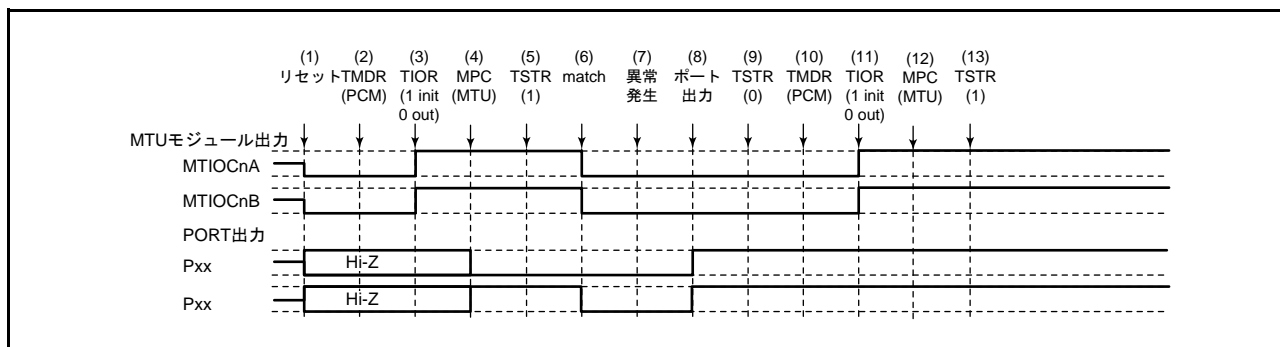 (1) (2) (3) (4) (5) (6) (7) (8) (9) (10) (11) (12) (13)
リセット TMDR TIOR MPC TSTR match 異常 ポート TSTR TMDR TIOR MPC TSTR
(PCM) (1 init (MTU) (1) 発生 出力 (0) (PCM) (1 init (MTU) (1)
0 out) 0 out)
MTUモジュール出力
MTIOCnA
MTIOCnB
PORT出力
Pxx Hi-Z
Pxx Hi-Z